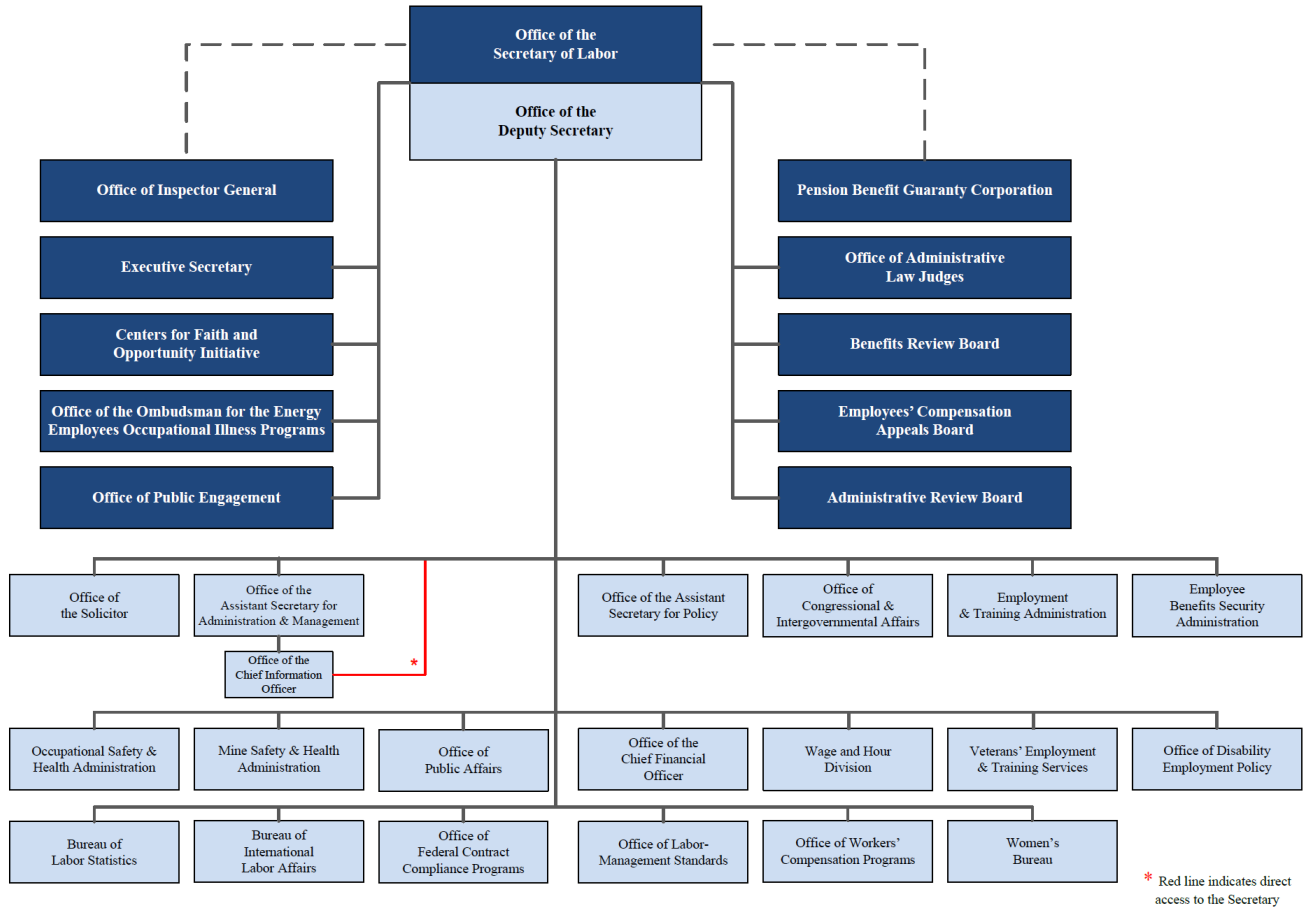 Office of the
Secretary of Labor
Office of the
Deputy Secretary
Office of Inspector General
Pension Benefit Guaranty Corporation
Executive Secretary
Office of Administrative
Law Judges
Centers for Faith and
Opportunity Initiative
Benefits Review Board
Office of the Ombudsman for the Energy
Employees Occupational Illness Programs
Employees’ Compensation
Appeals Board
Office of Public Engagement
Administrative Review Board
Office of
the Solicitor
Office of the
Assistant Secretary for
Administration & Management
Office of the Assistant
Secretary for Policy
Office of
Congressional &
Intergovernmental Affairs
Employment
& Training Administration
Employee
Benefits Security
Administration
Office of the
Chief Information
Officer
*
Occupational Safety &
Health Administration
Mine Safety & Health
Administration
Office of
Public Affairs
Office of the
Chief Financial
Officer
Wage and Hour
Division
Veterans’ Employment
& Training Services
Office of Disability
Employment Policy
Bureau of
Labor Statistics
Bureau of
International
Labor Affairs
Office of
Federal Contract
Compliance Programs
Office of Labor-
Management Standards
Office of Workers’
Compensation Programs
Women’s
Bureau
* Red line indicates direct
access to the Secretary